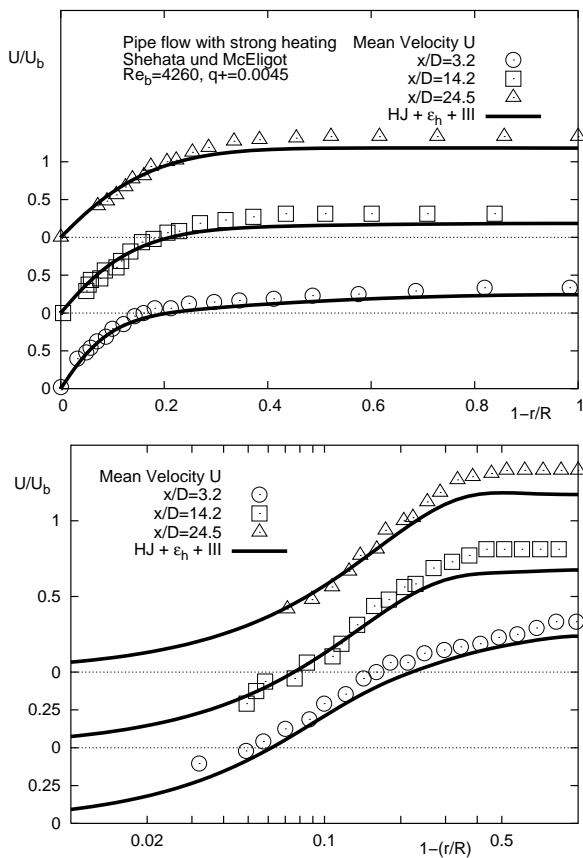 Pipe flow with strong heating
Shehata und McEligot
Re_b=4260, q+=0.0045
Mean Velocity U
x/D=3.2
x/D=14.2
x/D=24.5
HJ + ε_h + III
U/U_b
1
0.5
0
0.5
0
0.5
0
0
0.2
0.4
0.6
0.8
1
1−r/R
U/U_b
Mean Velocity U
x/D=3.2
x/D=14.2
x/D=24.5
HJ + ε_h + III
1
0.5
0
0.25
0
0.25
0
0.02
0.1
0.5
1−(r/R)